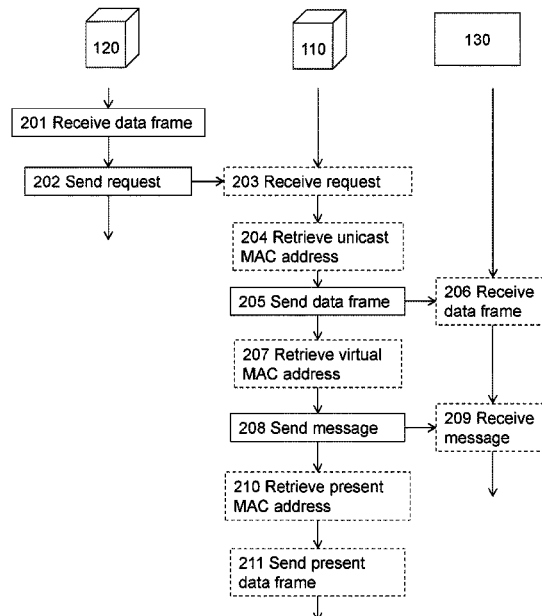 120
110
130
201 Receive data frame
202 Send request
203 Receive request
204 Retrieve unicast
MAC address
205 Send data frame
206 Receive
data frame
207 Retrieve virtual
MAC address
208 Send message
209 Receive
message
210 Retrieve present
MAC address
211 Send present
data frame